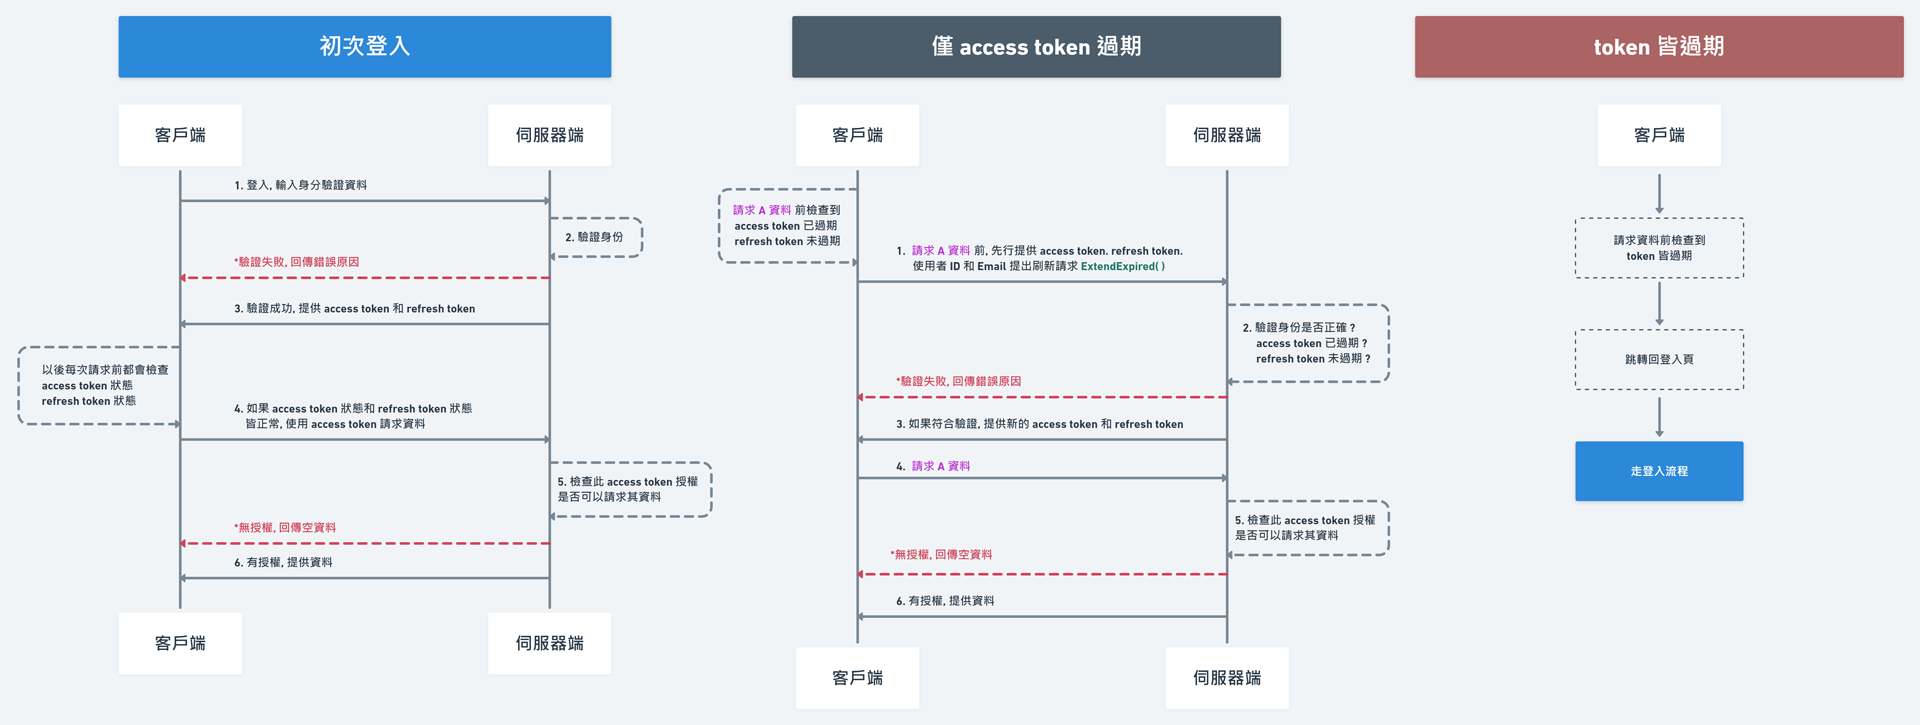 初次登入
客戶端
伺服器端
1. 登入, 輸入身分驗證資料
2. 驗證身份
*驗證失敗, 回傳錯誤原因
3. 驗證成功, 提供 access token 和 refresh token
以後每次請求前都會檢查
access token 狀態
refresh token 狀態
4. 如果 access token 狀態和 refresh token 狀態
皆正常, 使用 access token 請求資料
5. 檢查此 access token 授權
是否可以請求其資料
*無授權, 回傳空資料
6. 有授權, 提供資料
客戶端
伺服器端
僅 access token 過期
客戶端
伺服器端
請求 A 資料 前檢查到
access token 已過期
refresh token 未過期
1. 請求 A 資料 前, 先行提供 access token. refresh token.
使用者 ID 和 Email 提出刷新請求 ExtendExpired( )
2. 驗證身份是否正確 ?
access token 已過期 ?
refresh token 未過期 ?
*驗證失敗, 回傳錯誤原因
3. 如果符合驗證, 提供新的 access token 和 refresh token
4. 請求 A 資料
5. 檢查此 access token 授權
是否可以請求其資料
*無授權, 回傳空資料
6. 有授權, 提供資料
客戶端
伺服器端
token 皆過期
客戶端
請求資料前檢查到
token 皆過期
跳轉回登入頁
走登入流程